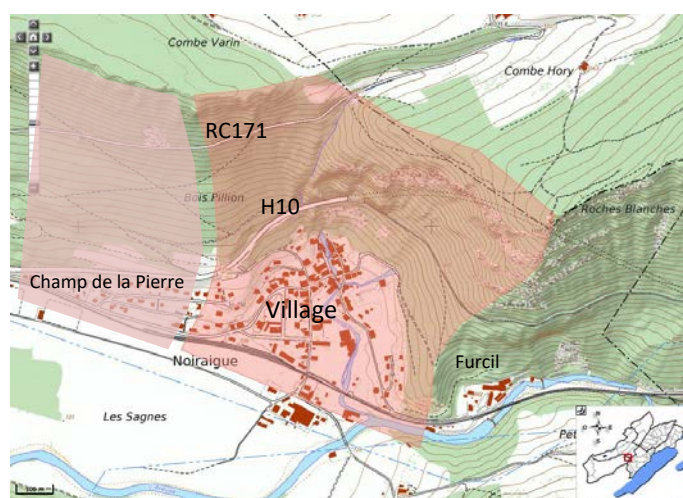 Combe Varin
Combe Hory
RC171
Bois Pillion
H10
Roches Blanches
Champ de la Pierre
Village
Noiraigue
Furcil
Les Sagnes
N
O
E
S